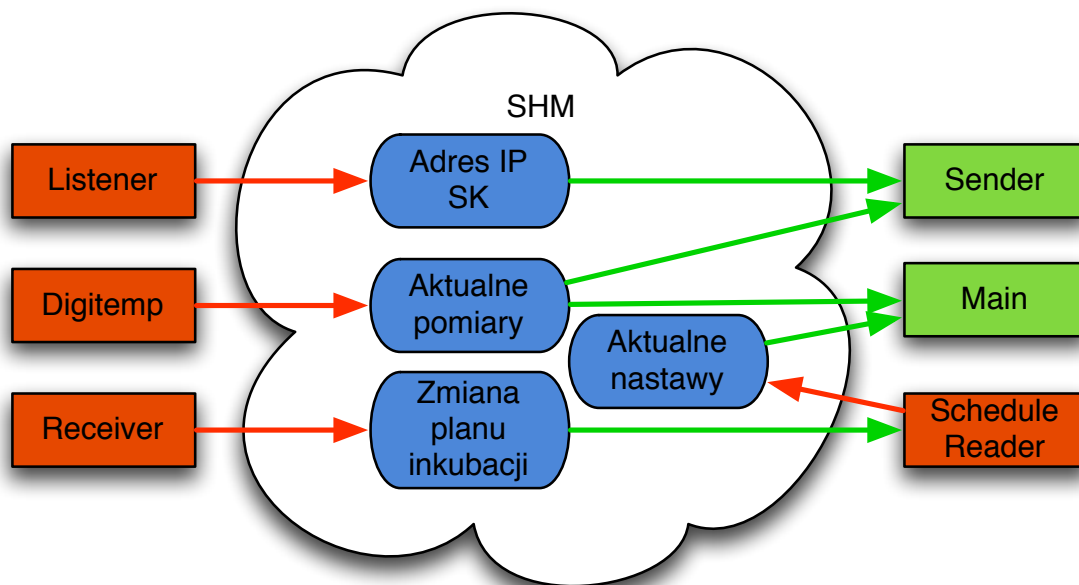 SHM
Listener
Adres IP
SK
Sender
Digitemp
Aktualne
pomiary
Main
Aktualne
nastawy
Receiver
Zmiana
planu
inkubacji
Schedule
Reader